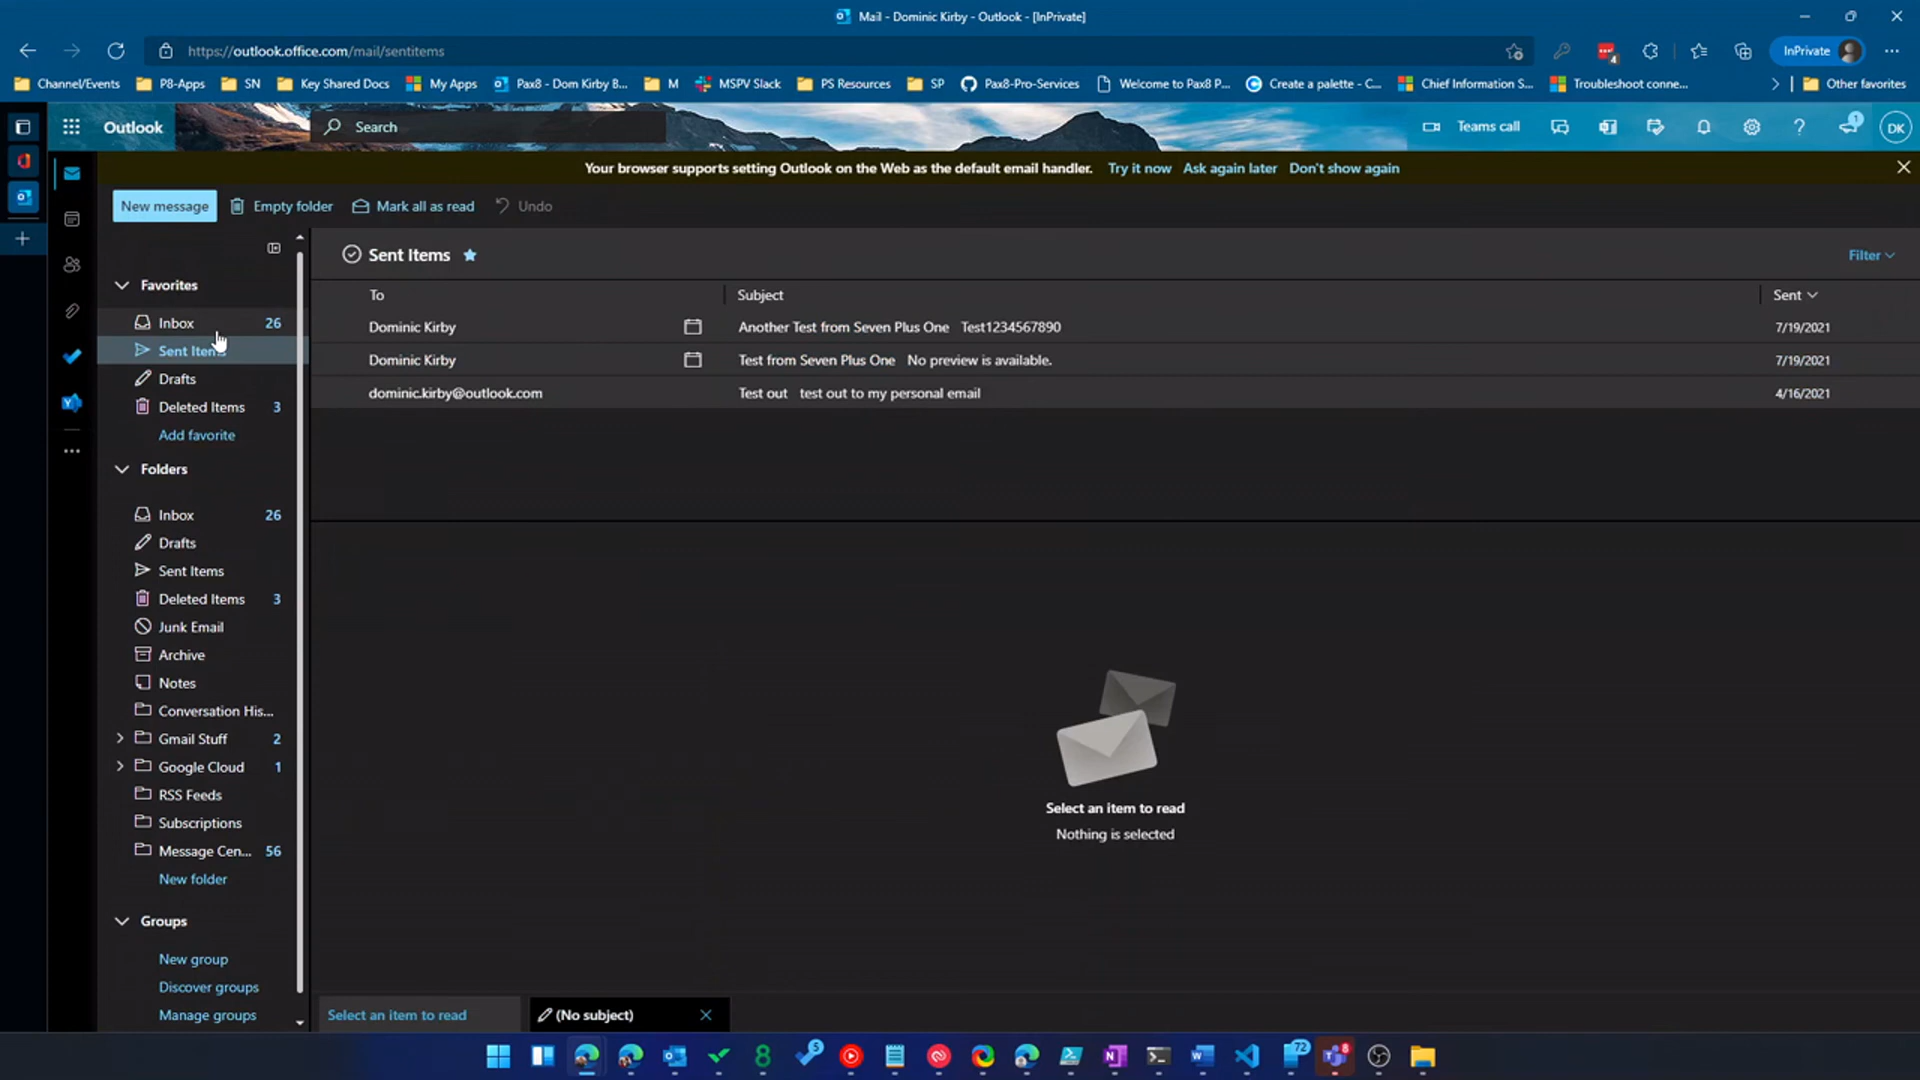 Mail - Dominic Kirby - Outlook - [InPrivate]
https://outlook.office.com/mail/sentitems
4
InPrivate
Channel/Events P8-Apps SN Key Shared Docs My Apps Pax8 - Dom Kirby B... M MSPV Slack PS Resources SP Pax8-Pro-Services Welcome to Pax8 P... Create a palette - C... Chief Information S... Troubleshoot conne... Other favorites
Outlook Search Teams call 1 DK
Your browser supports setting Outlook on the Web as the default email handler. Try it now Ask again later Don't show again
New message Empty folder Mark all as read Undo
Sent Items Filter
To Subject Sent
Dominic Kirby Another Test from Seven Plus One Test1234567890 7/19/2021
Dominic Kirby Test from Seven Plus One No preview is available. 7/19/2021
dominic.kirby@outlook.com Test out test out to my personal email 4/16/2021
Favorites
Inbox 26
Sent Items
Drafts
Deleted Items 3
Add favorite
Folders
Inbox 26
Drafts
Sent Items
Deleted Items 3
Junk Email
Archive
Notes
Conversation His...
Gmail Stuff 2
Google Cloud 1
RSS Feeds
Subscriptions
Message Cen... 56
New folder
Groups
New group
Discover groups
Manage groups
Select an item to read
Nothing is selected
Select an item to read (No subject)
8 5 72 8